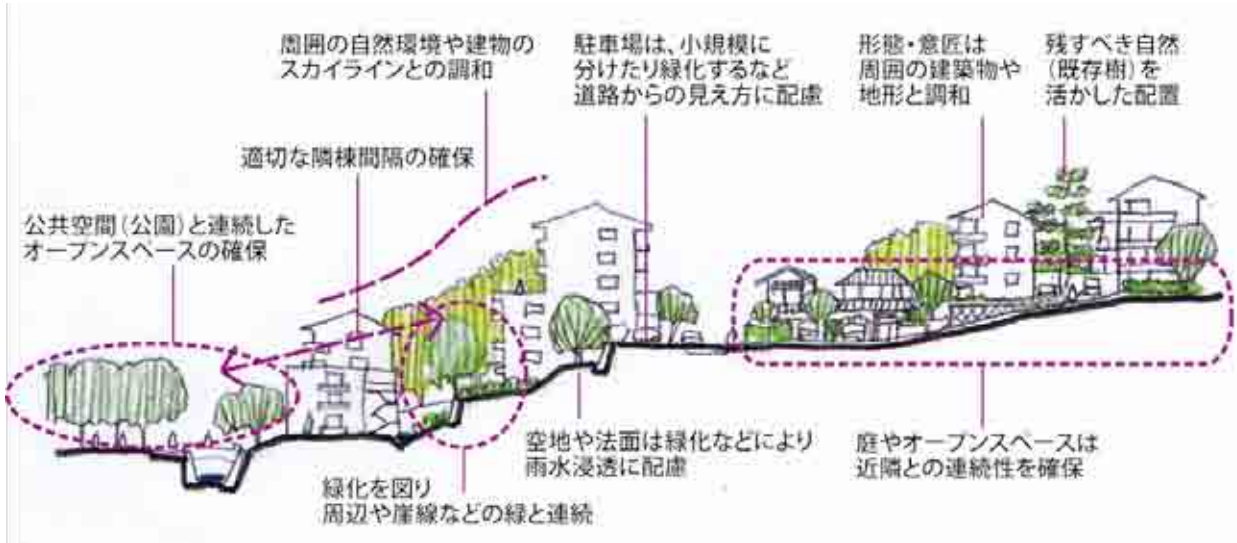 周囲の自然環境や建物の
スカイラインとの調和
駐車場は、小規模に
分けたり緑化するなど
道路からの見え方に配慮
形態・意匠は
周囲の建築物や
地形と調和
残すべき自然
（既存樹）を
活かした配置
適切な隣棟間隔の確保
公共空間（公園）と連続した
オープンスペースの確保
空地や法面は緑化などにより
雨水浸透に配慮
庭やオープンスペースは
近隣との連続性を確保
緑化を図り
周辺や崖線などの緑と連続